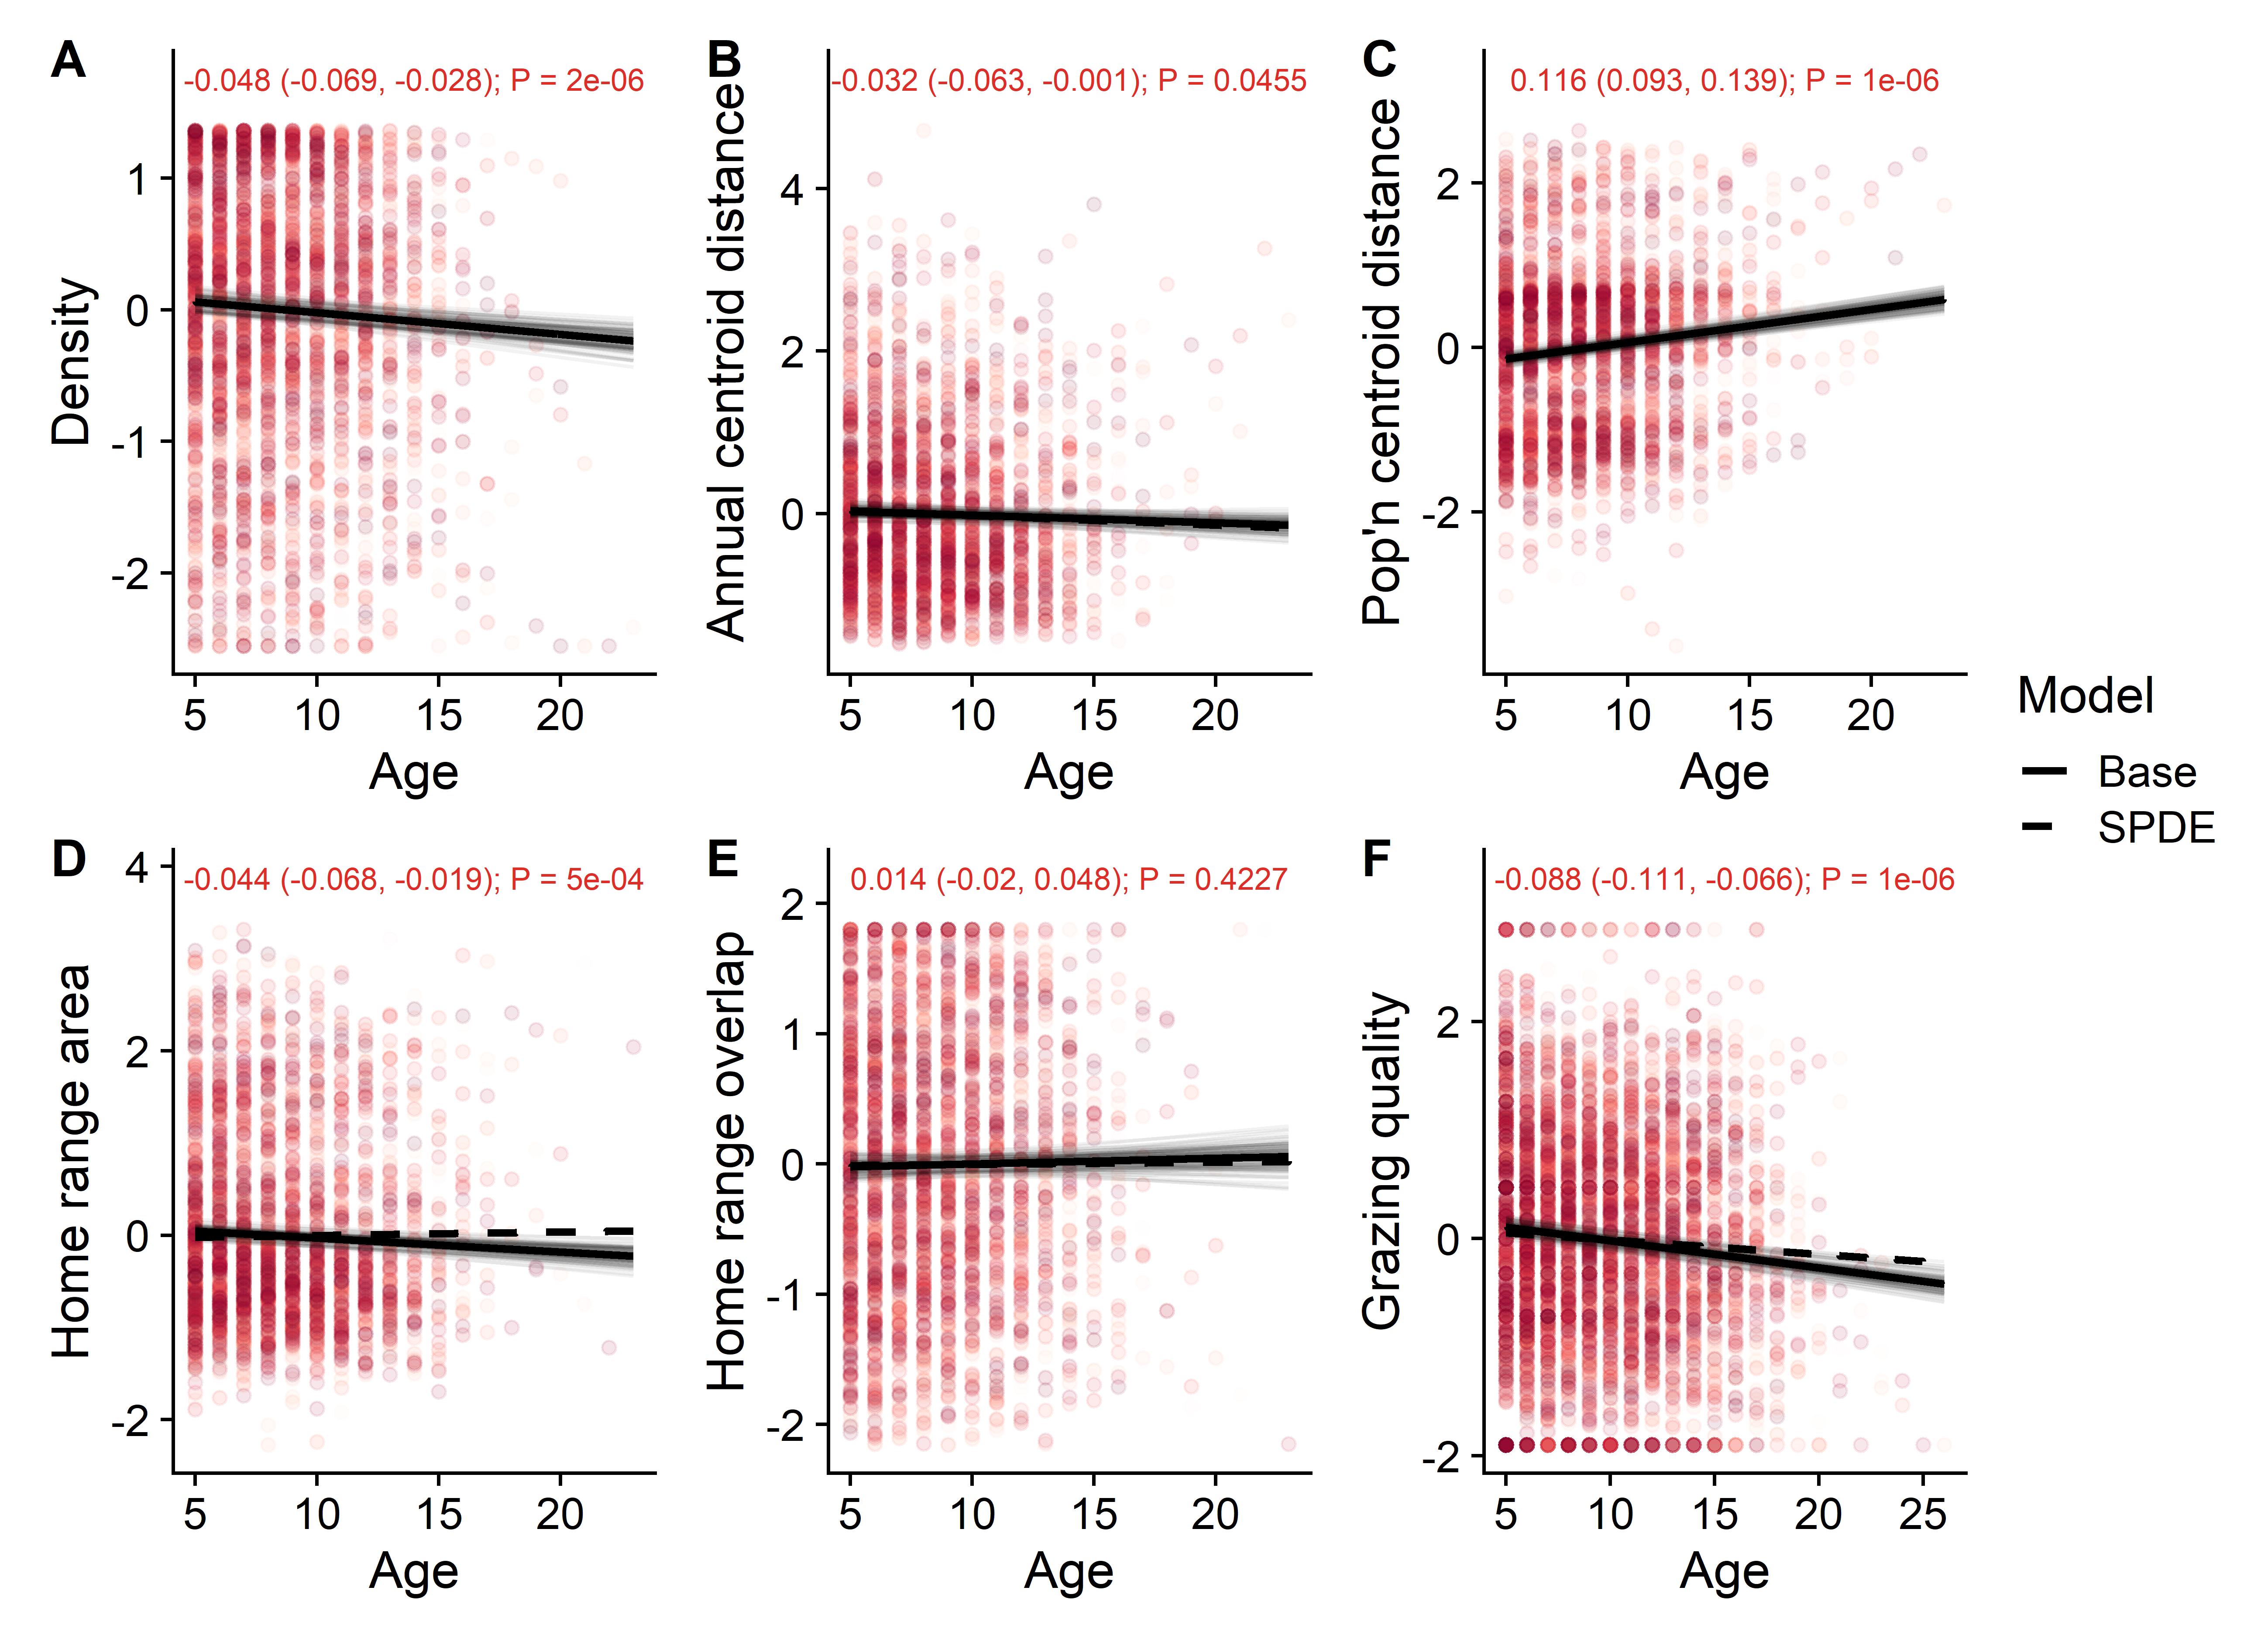 A
-0.048 (-0.069, -0.028); P = 2e-06
Density
1
0
-1
-2
5 10 15 20
Age
B
-0.032 (-0.063, -0.001); P = 0.0455
Annual centroid distance
4
2
0
5 10 15 20
Age
C
0.116 (0.093, 0.139); P = 1e-06
Pop'n centroid distance
2
0
-2
5 10 15 20
Age
Model
Base
SPDE
D
-0.044 (-0.068, -0.019); P = 5e-04
Home range area
4
2
0
-2
5 10 15 20
Age
E
0.014 (-0.02, 0.048); P = 0.4227
Home range overlap
2
1
0
-1
-2
5 10 15 20
Age
F
-0.088 (-0.111, -0.066); P = 1e-06
Grazing quality
2
0
-2
5 10 15 20 25
Age